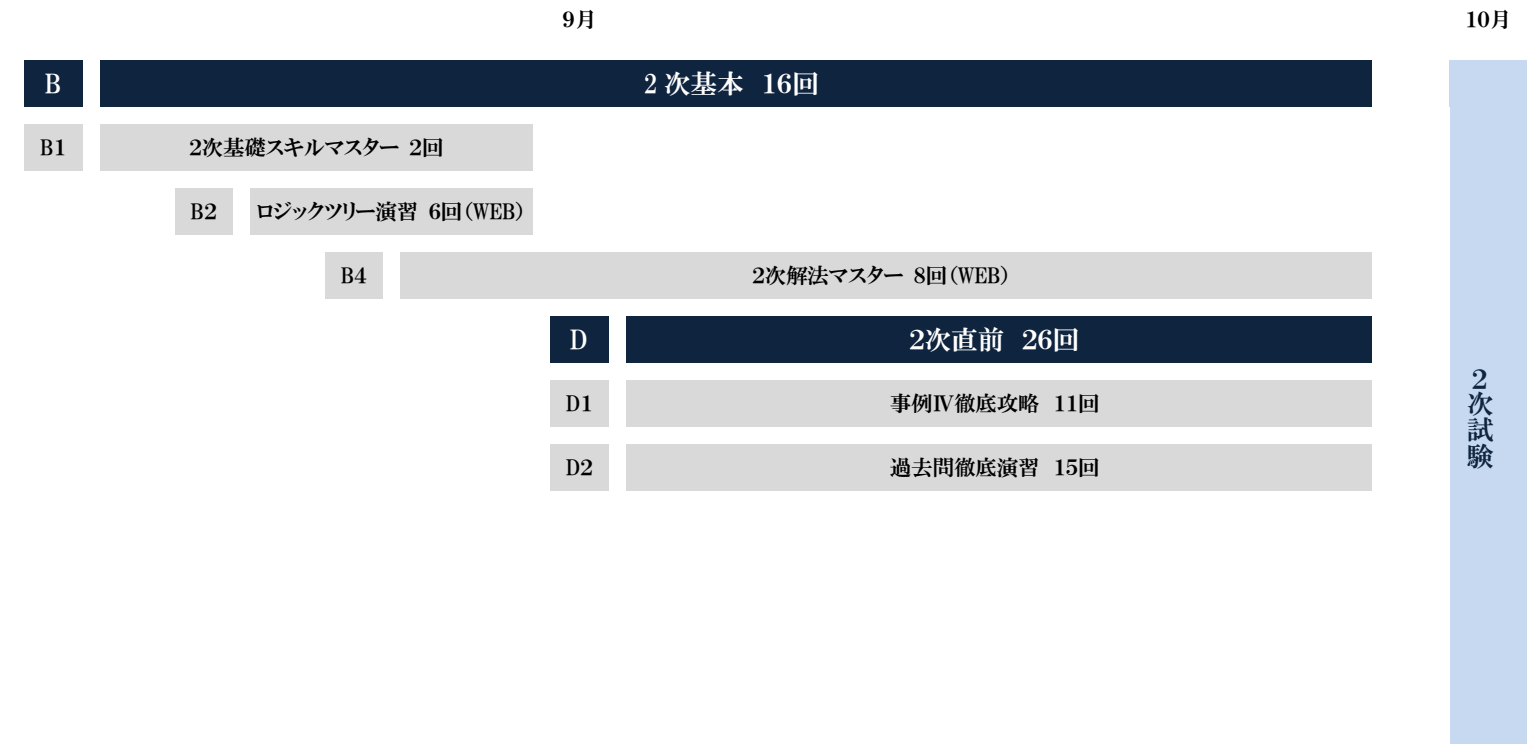 9月 10月
B 2次基本 16回
B1 2次基礎スキルマスター 2回
B2 ロジックツリー演習 6回（WEB）
B4 2次解法マスター 8回（WEB）
D 2次直前 26回
D1 事例Ⅳ徹底攻略 11回
D2 過去問徹底演習 15回
2次試験